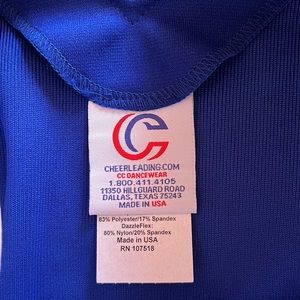 CHEERLEADING.COM
CC DANCEWEAR
1.800.411.4105
11350 HILLGUARD ROAD
DALLAS, TEXAS 75243
MADE IN USA
83% Polyester/17% Spandex
DazzleFlex:
80% Nylon/20% Spandex
Made in USA
RN 107518